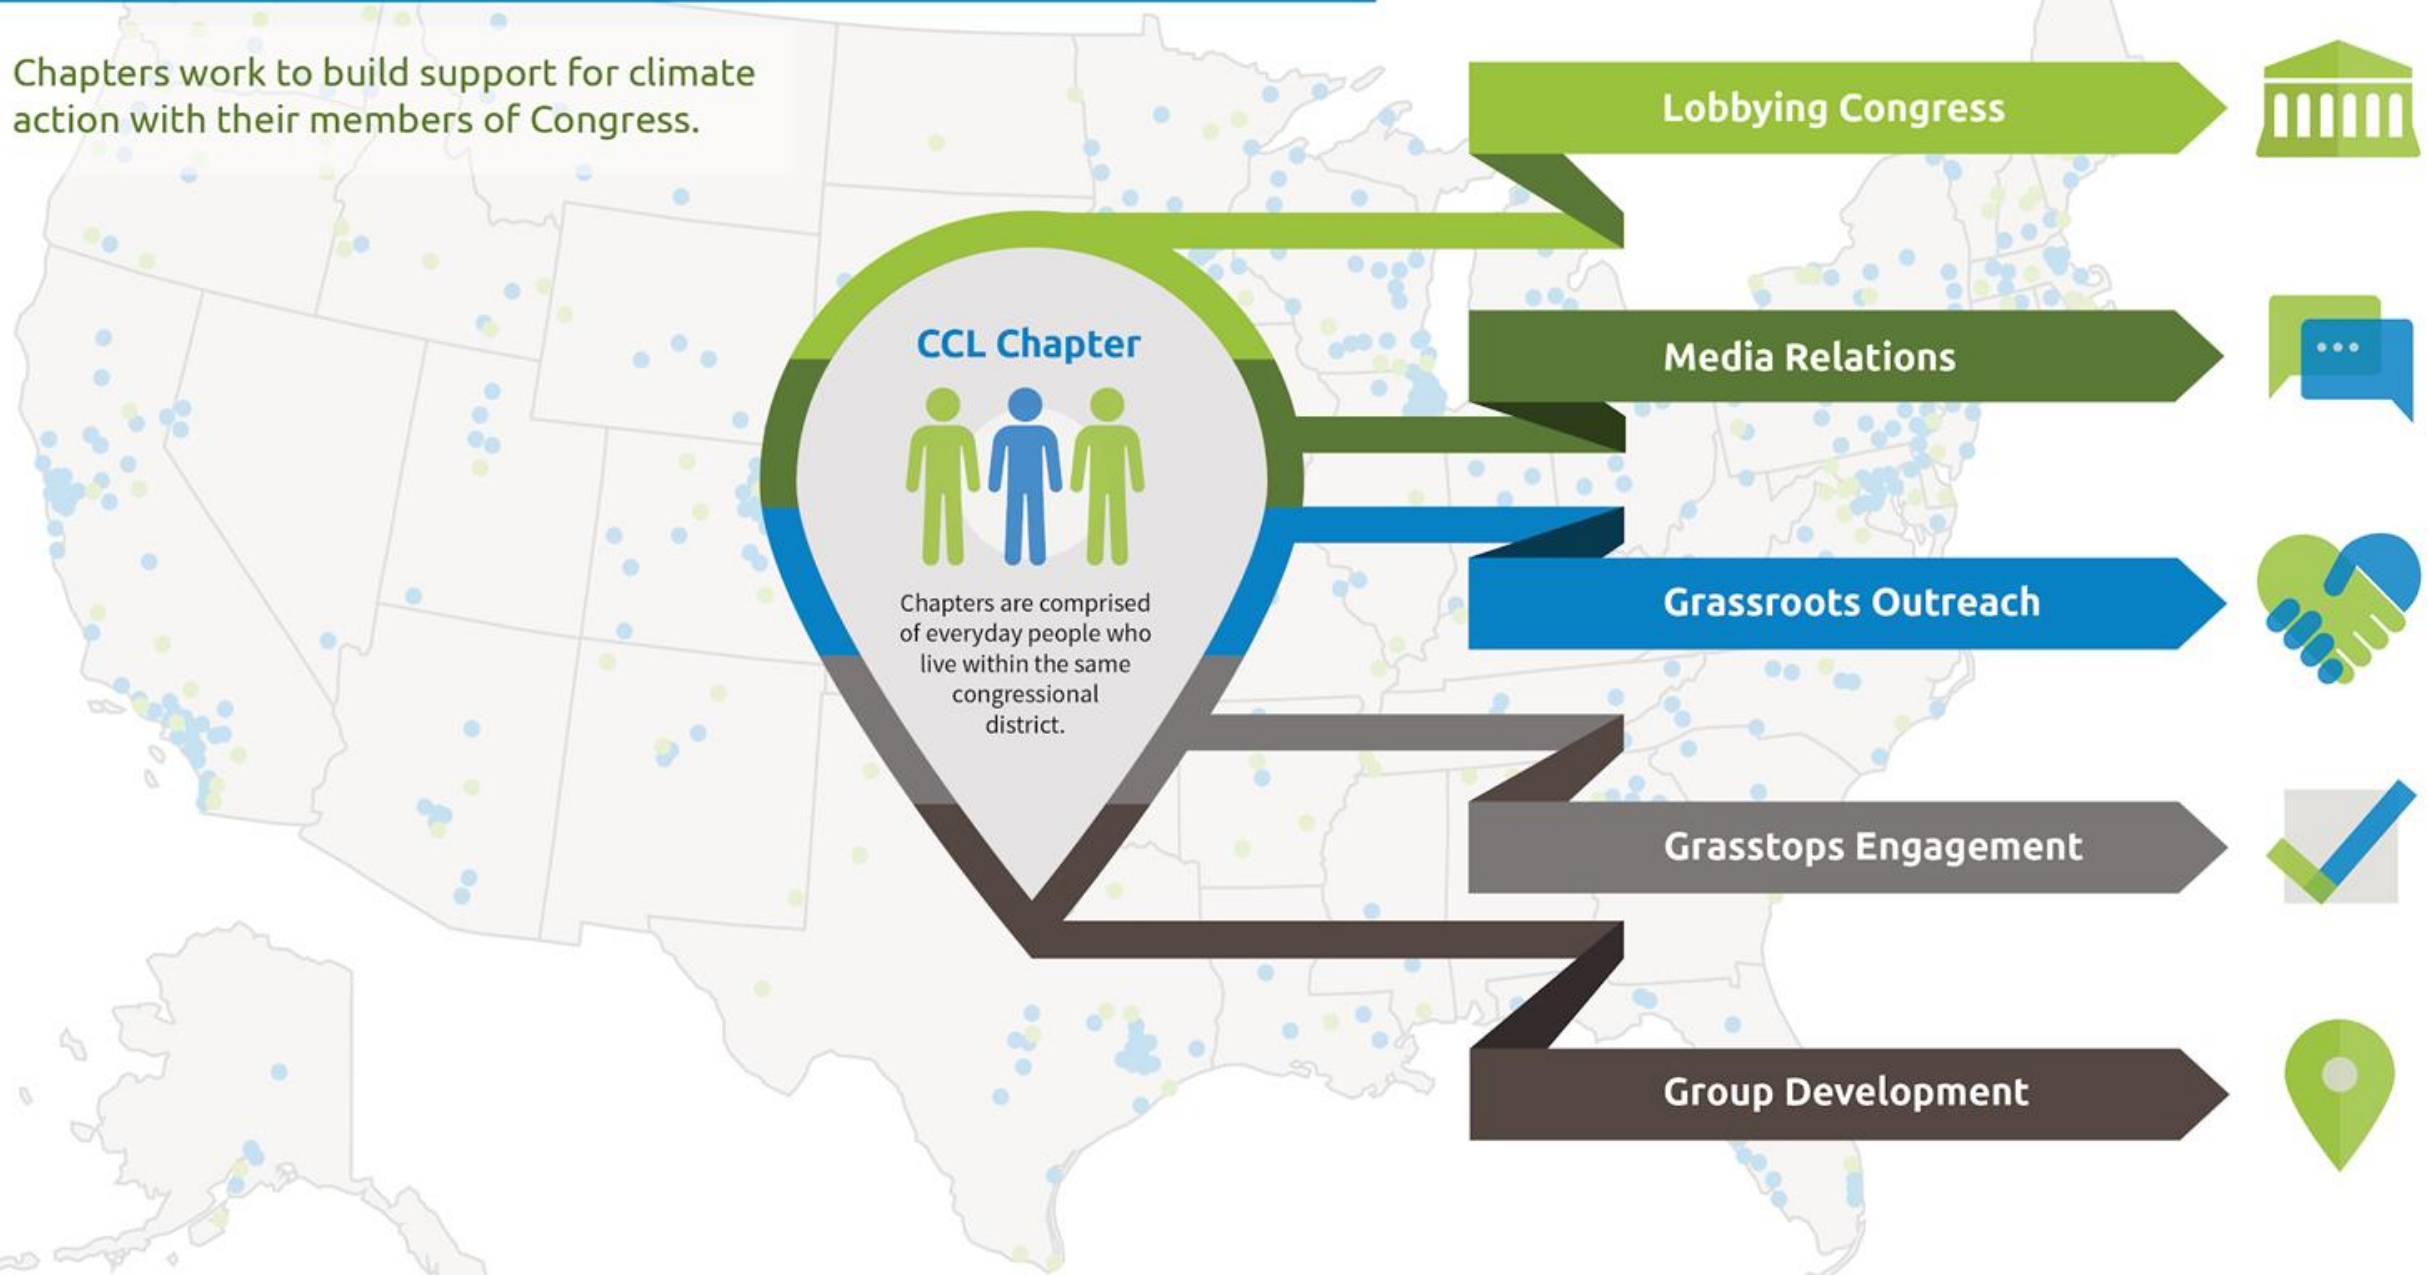 Chapters work to build support for climate
action with their members of Congress.
CCL Chapter
Chapters are comprised
of everyday people who
live within the same
congressional
district.
Lobbying Congress
Media Relations
Grassroots Outreach
Grasstops Engagement
Group Development